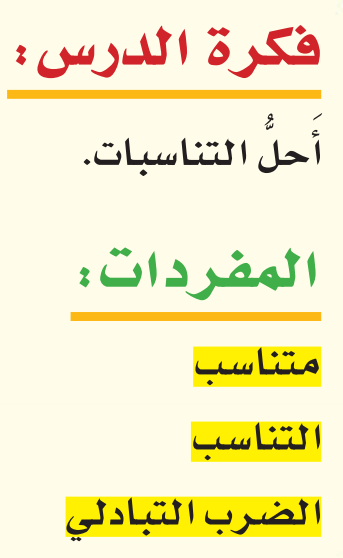 فكرة الدرس:
أَحلُّ التناسبات.
المفردات:
متناسب
التناسب
الضرب التبادلي